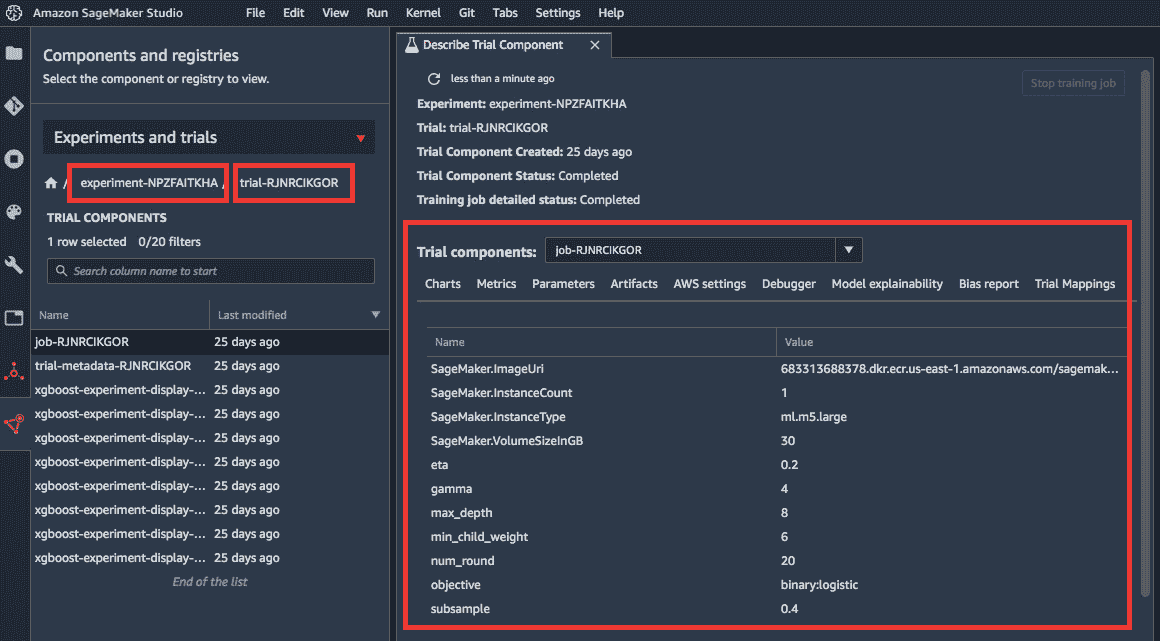 Amazon SageMaker Studio File Edit View Run Kernel Git Tabs Settings Help
Components and registries
Select the component or registry to view.
Experiments and trials
/ experiment-NPZFAITKHA / trial-RJNRCIKGOR
TRIAL COMPONENTS
1 row selected 0/20 filters
Search column name to start
Name Last modified
job-RJNRCIKGOR 25 days ago
trial-metadata-RJNRCIKGOR 25 days ago
xgboost-experiment-display-... 25 days ago
xgboost-experiment-display-... 25 days ago
xgboost-experiment-display-... 25 days ago
xgboost-experiment-display-... 25 days ago
xgboost-experiment-display-... 25 days ago
xgboost-experiment-display-... 25 days ago
xgboost-experiment-display-... 25 days ago
xgboost-experiment-display-... 25 days ago
End of the list
Describe Trial Component
less than a minute ago
Stop training job
Experiment: experiment-NPZFAITKHA
Trial: trial-RJNRCIKGOR
Trial Component Created: 25 days ago
Trial Component Status: Completed
Training job detailed status: Completed
Trial components: job-RJNRCIKGOR
Charts Metrics Parameters Artifacts AWS settings Debugger Model explainability Bias report Trial Mappings
Name Value
SageMaker.ImageUri 683313688378.dkr.ecr.us-east-1.amazonaws.com/sagemak...
SageMaker.InstanceCount 1
SageMaker.InstanceType ml.m5.large
SageMaker.VolumeSizeInGB 30
eta 0.2
gamma 4
max_depth 8
min_child_weight 6
num_round 20
objective binary:logistic
subsample 0.4